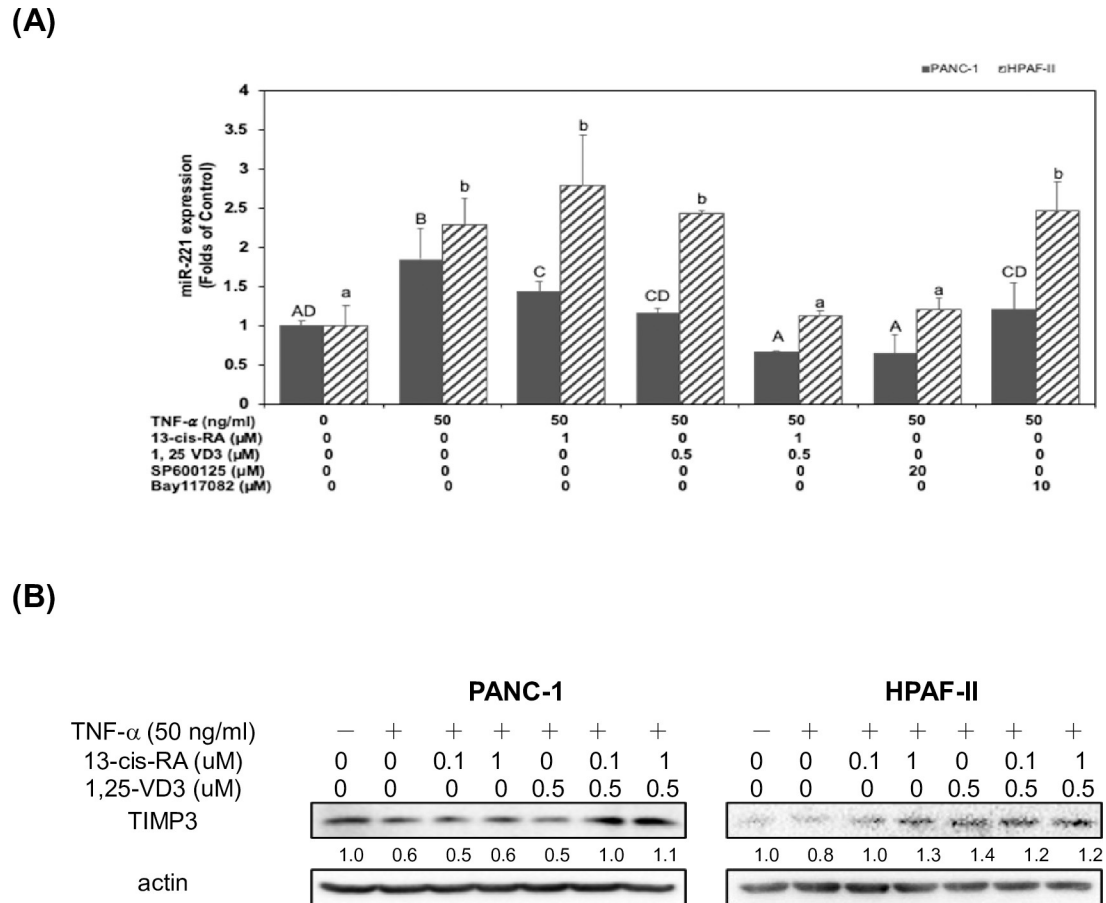 (A)
PANC-1 HPAF-II
miR-221 expression
(Folds of Control)
4
3.5
3
2.5
2
1.5
1
0.5
0
AD a B b C b CD b A a A a CD b
TNF-α (ng/ml) 0 50 50 50 50 50 50
13-cis-RA (µM) 0 0 1 0 1 0 0
1, 25 VD3 (µM) 0 0 0 0.5 0.5 0 0
SP600125 (µM) 0 0 0 0 0 20 0
Bay117082 (µM) 0 0 0 0 0 0 10
(B)
PANC-1 HPAF-II
TNF-α (50 ng/ml) — + + + + + + — + + + + + +
13-cis-RA (uM) 0 0 0.1 1 0 0.1 1 0 0 0.1 1 0 0.1 1
1,25-VD3 (uM) 0 0 0 0 0.5 0.5 0.5 0 0 0 0 0.5 0.5 0.5
TIMP3
1.0 0.6 0.5 0.6 0.5 1.0 1.1 1.0 0.8 1.0 1.3 1.4 1.2 1.2
actin